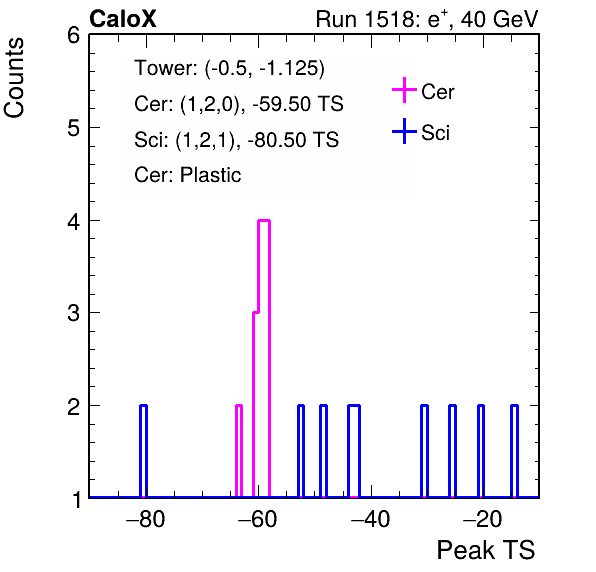 CaloX Run 1518: e⁺, 40 GeV
Counts
Tower: (-0.5, -1.125)
Cer: (1,2,0), -59.50 TS
Sci: (1,2,1), -80.50 TS
Cer: Plastic
Cer
Sci
6
5
4
3
2
1
−80 −60 −40 −20
Peak TS